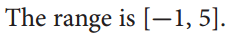 The range is [−1, 5].